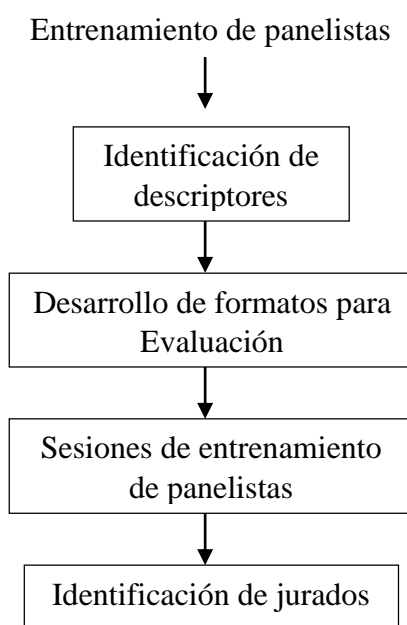 Entrenamiento de panelistas
Identificación de
descriptores
Desarrollo de formatos para
Evaluación
Sesiones de entrenamiento
de panelistas
Identificación de jurados